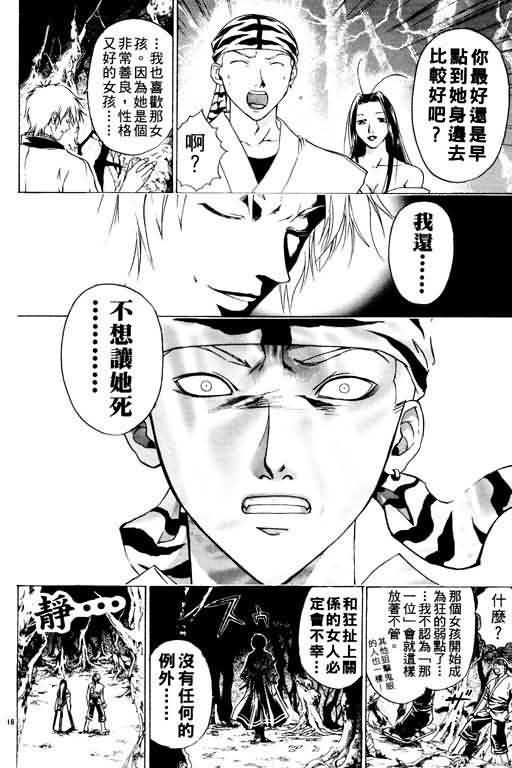 你最好還是早
點到她身邊去
比較好吧？
啊？
…我也喜歡那女
孩。因為她是個
非常善良，性格
又好的女孩……
我還……
不想讓她死
………
什麼？
那個女孩開始成
為狂的弱點了…
…我不認為「那
一位」會就這樣
放著不管。
其他狙擊鬼眼
的人也一樣…
和狂扯上關
係的女人必
定會不幸…
沒有任何的
例外……
靜…
18